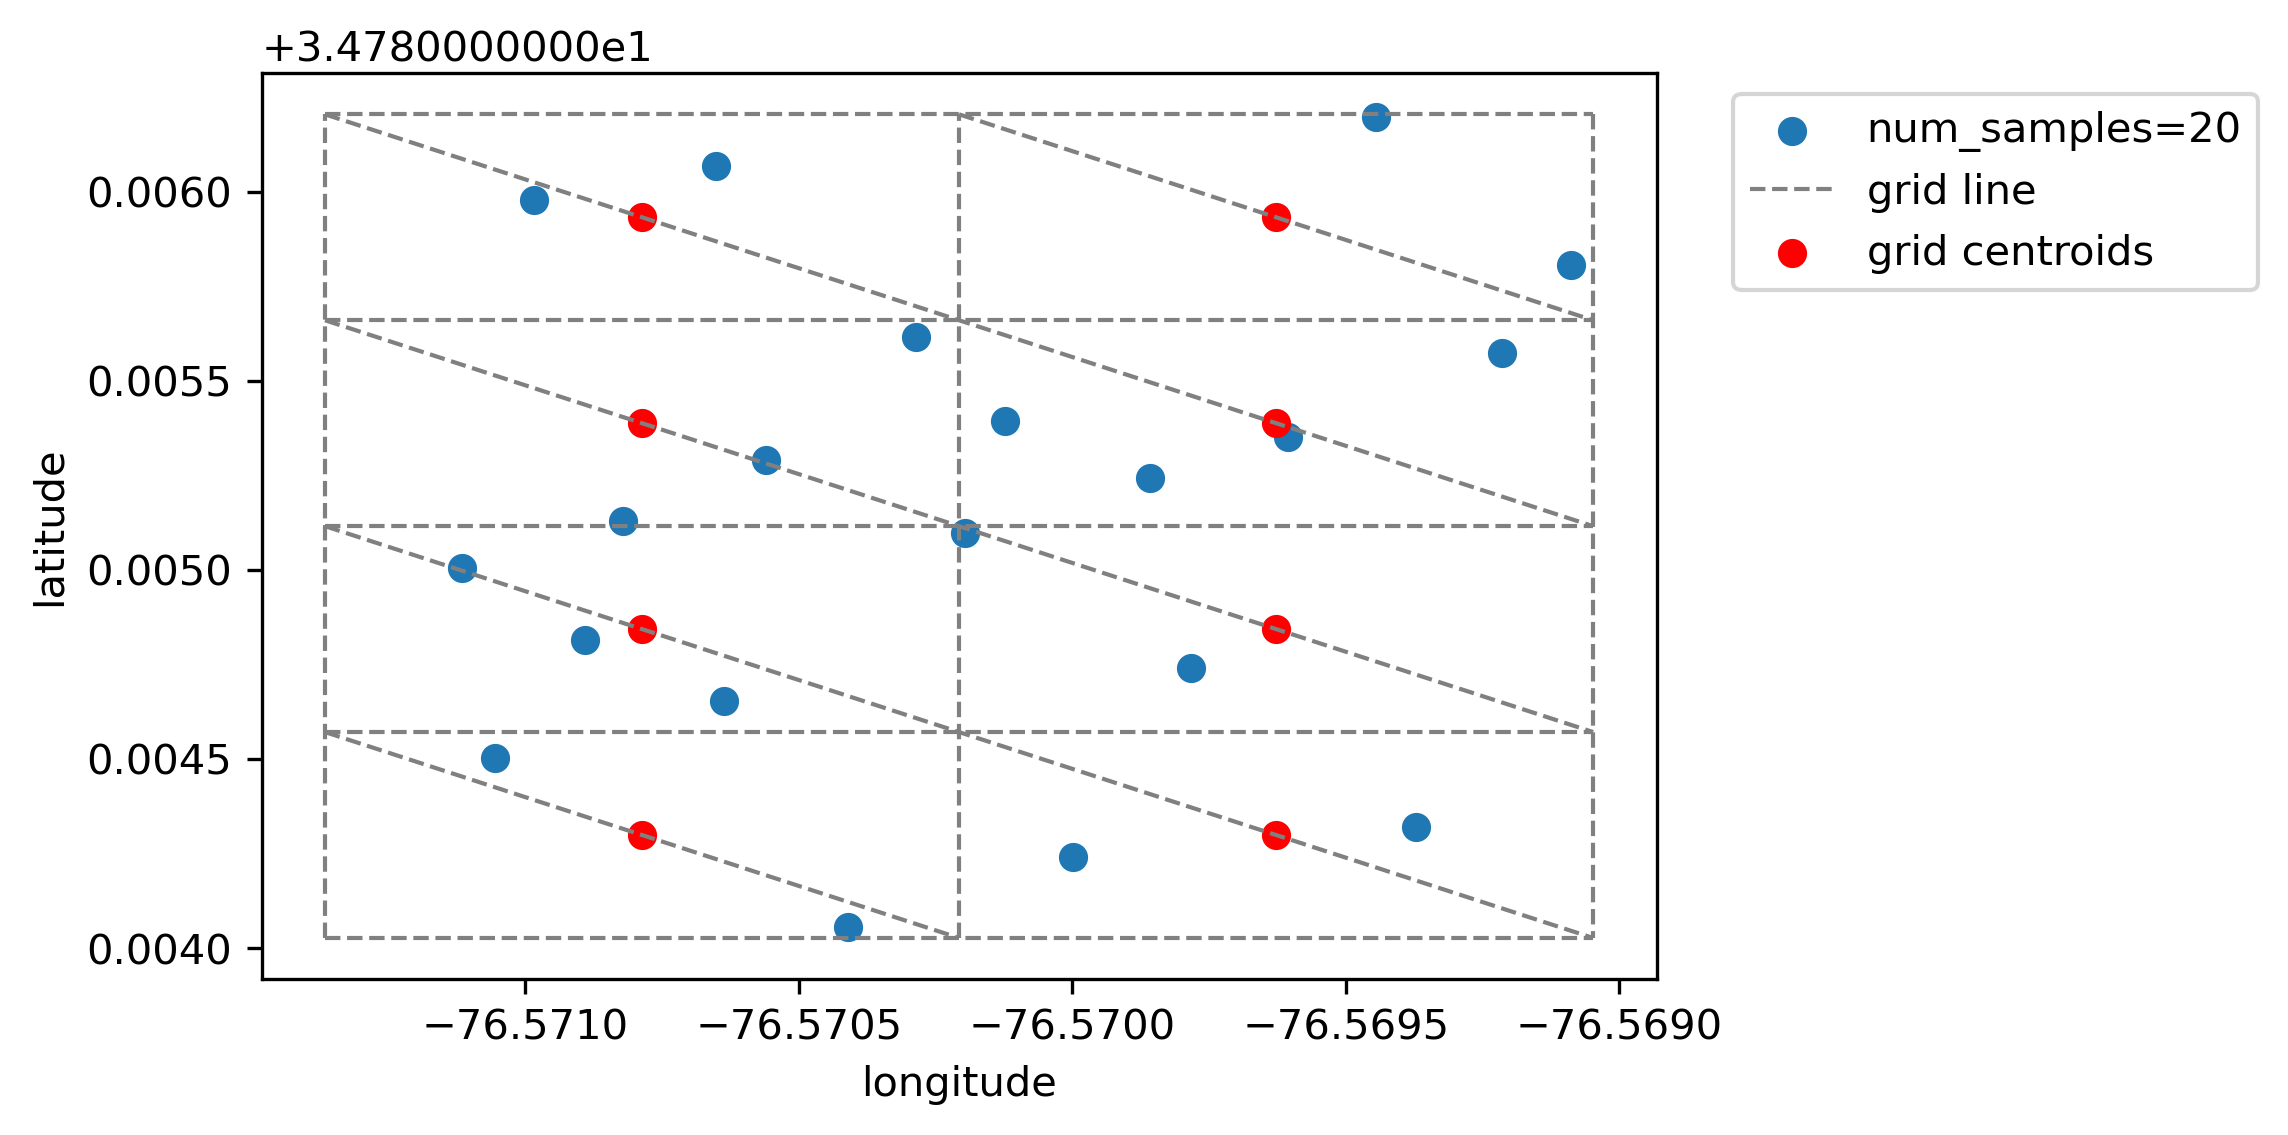 +3.4780000000e1
num_samples=20
grid line
grid centroids
0.0060
0.0055
0.0050
0.0045
0.0040
latitude
−76.5710
−76.5705
−76.5700
−76.5695
−76.5690
longitude